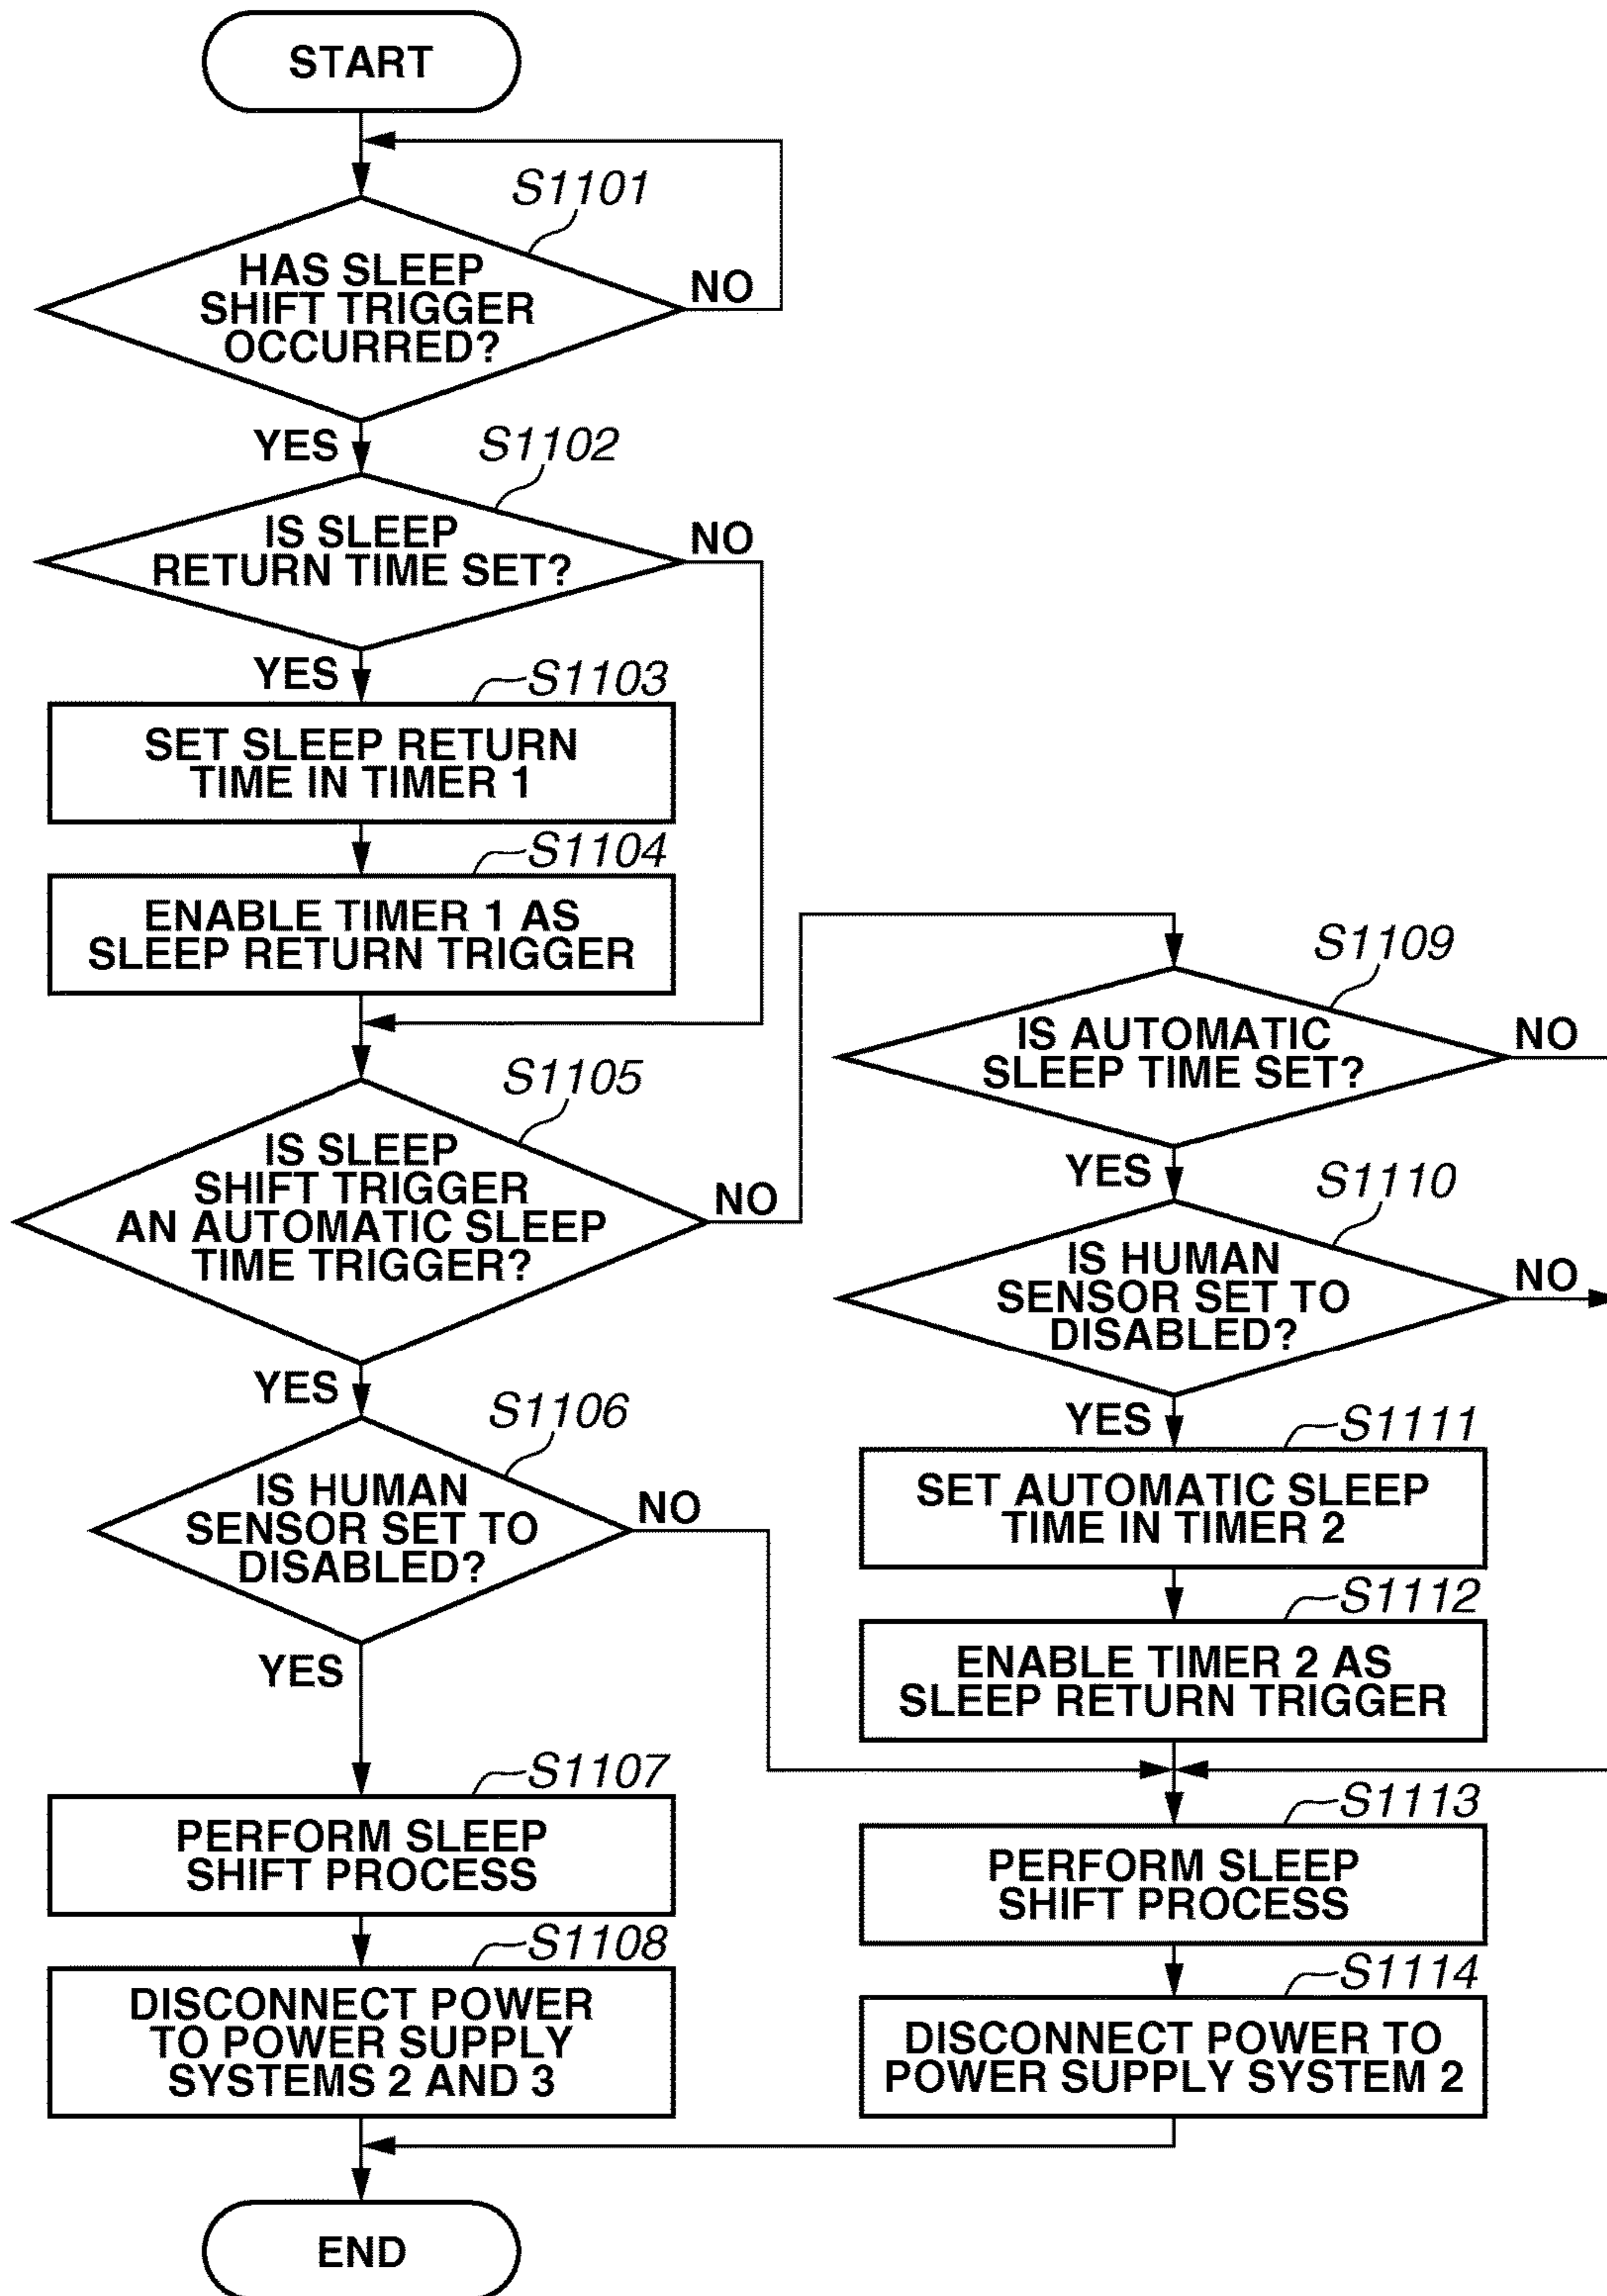 START
S1101
HAS SLEEP
SHIFT TRIGGER
OCCURRED?
NO
YES
S1102
IS SLEEP
RETURN TIME SET?
NO
YES
S1103
SET SLEEP RETURN
TIME IN TIMER 1
S1104
ENABLE TIMER 1 AS
SLEEP RETURN TRIGGER
S1105
IS SLEEP
SHIFT TRIGGER
AN AUTOMATIC SLEEP
TIME TRIGGER?
NO
YES
S1106
IS HUMAN
SENSOR SET TO
DISABLED?
NO
YES
S1107
PERFORM SLEEP
SHIFT PROCESS
S1108
DISCONNECT POWER
TO POWER SUPPLY
SYSTEMS 2 AND 3
S1109
IS AUTOMATIC
SLEEP TIME SET?
NO
YES
S1110
IS HUMAN
SENSOR SET TO
DISABLED?
NO
YES
S1111
SET AUTOMATIC SLEEP
TIME IN TIMER 2
S1112
ENABLE TIMER 2 AS
SLEEP RETURN TRIGGER
S1113
PERFORM SLEEP
SHIFT PROCESS
S1114
DISCONNECT POWER TO
POWER SUPPLY SYSTEM 2
END